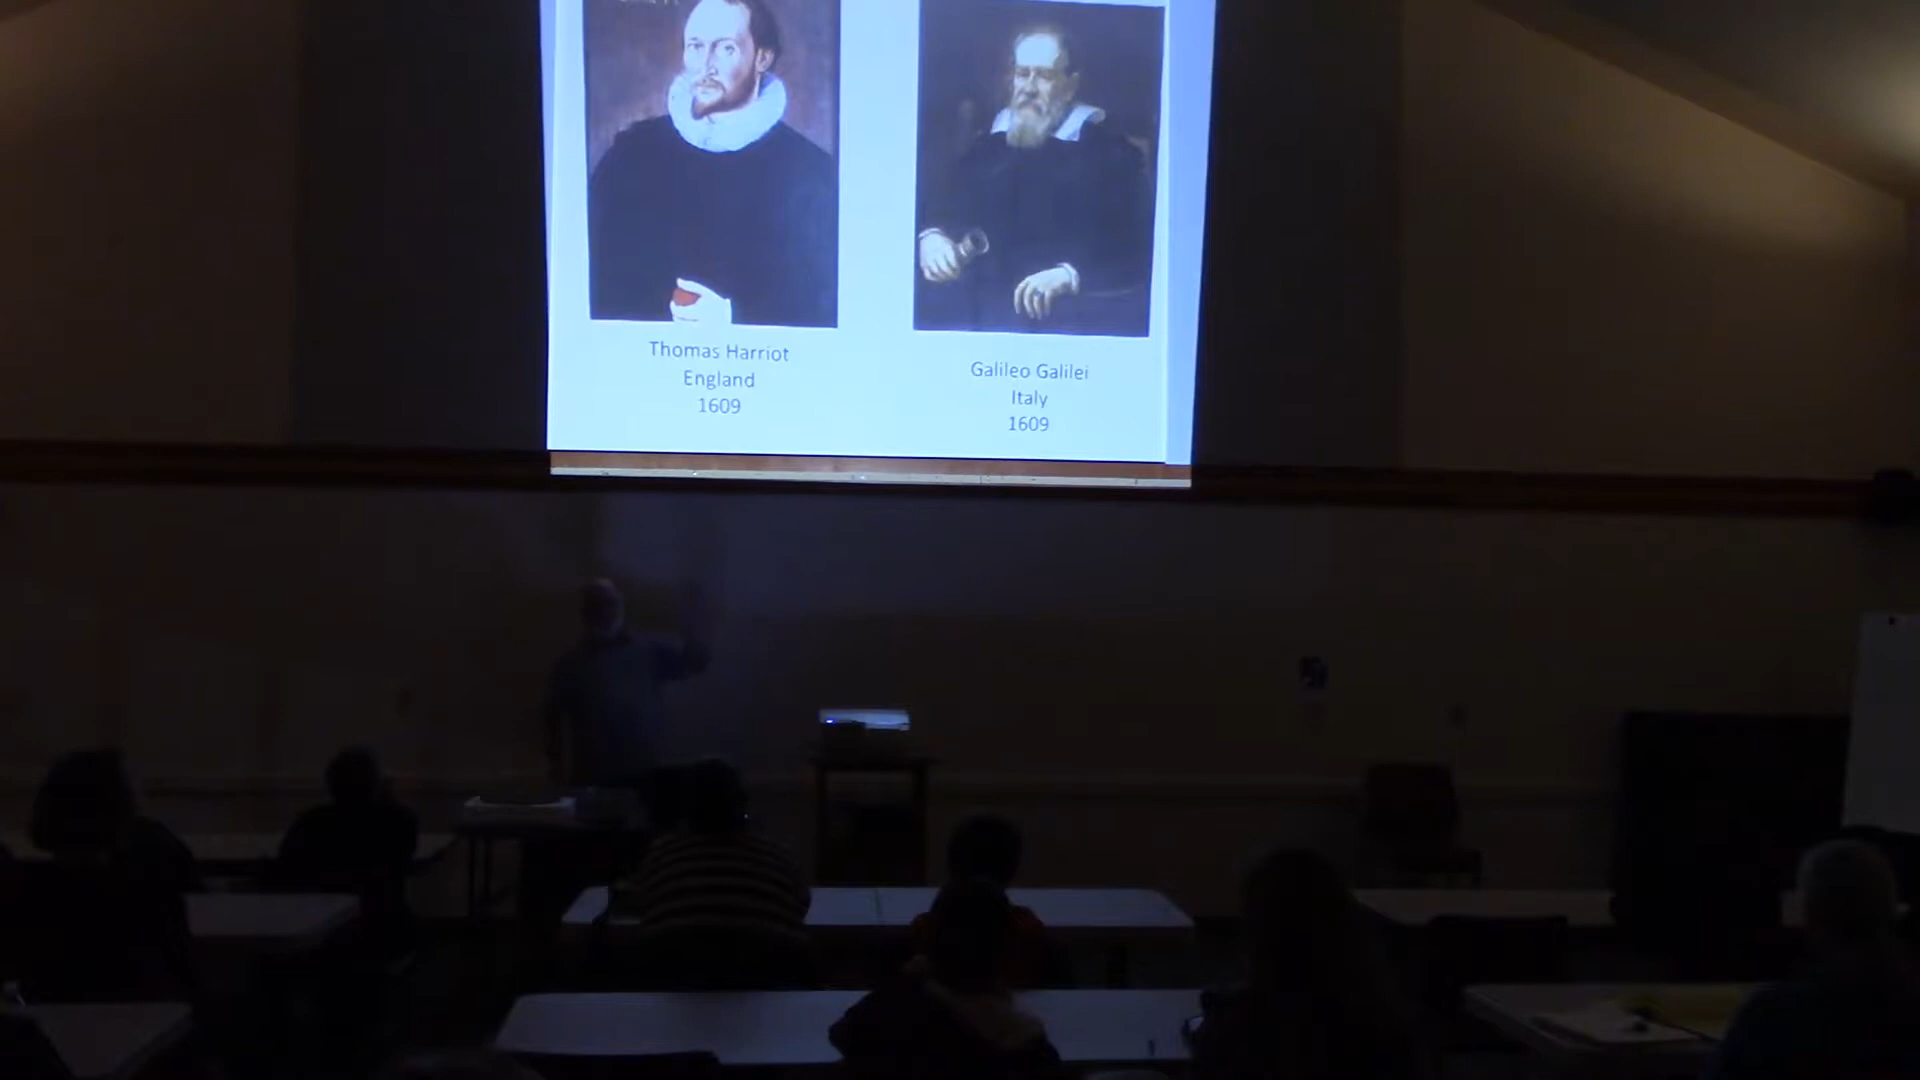 Thomas Harriot
England
1609
Galileo Galilei
Italy
1609